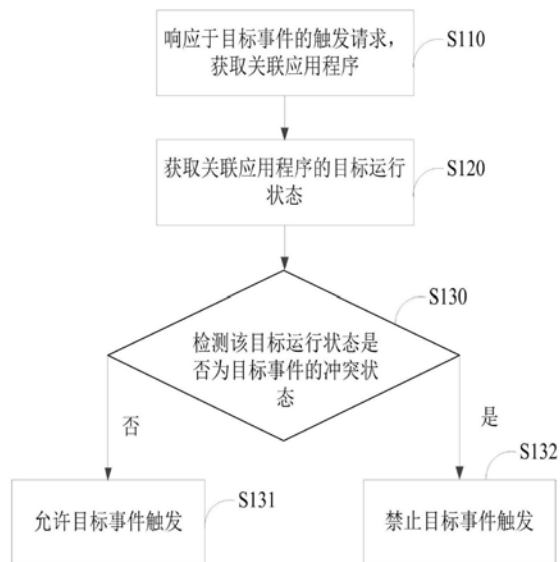 响应于目标事件的触发请求，
获取关联应用程序
S110
获取关联应用程序的目标运行
状态
S120
S130
检测该目标运行状态是
否为目标事件的冲突状
态
否
是
S132
允许目标事件触发
S131
禁止目标事件触发